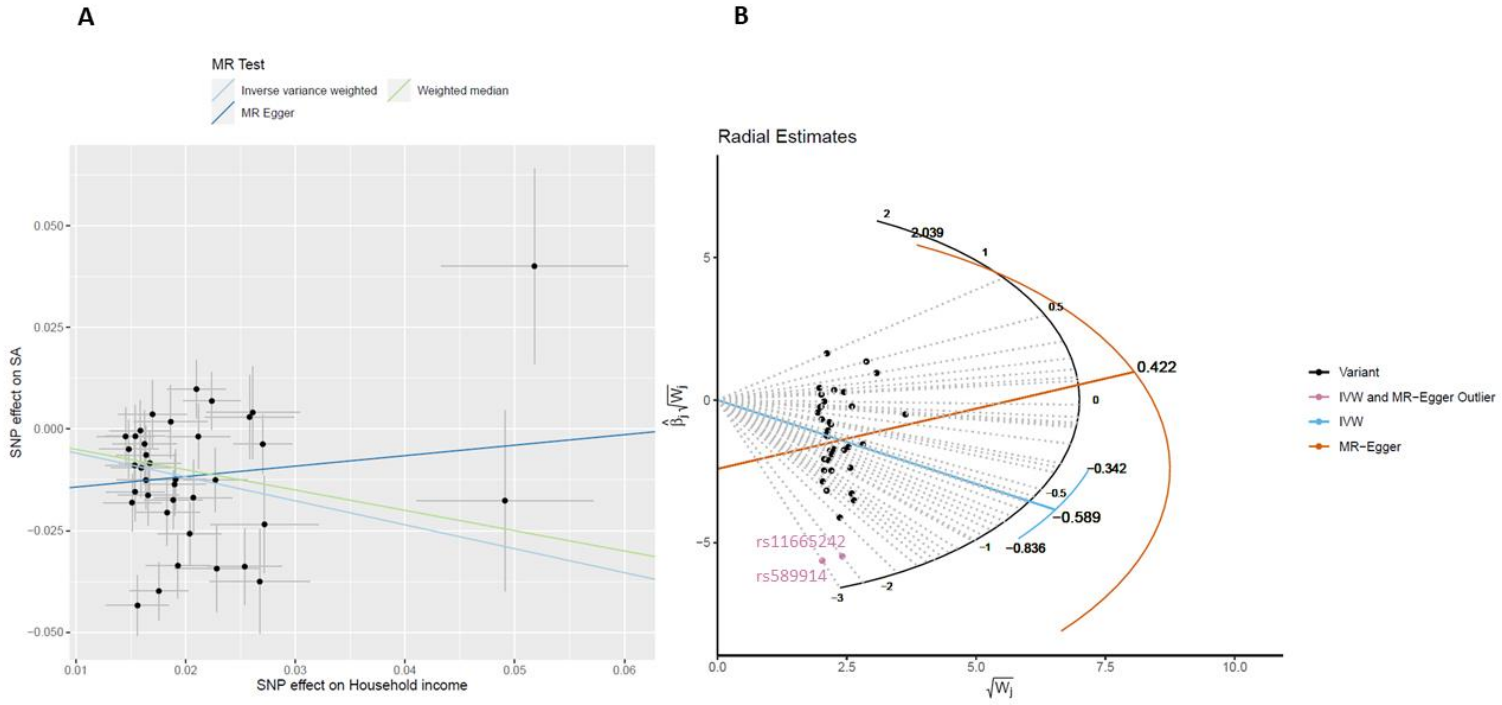 A
B
MR Test
Inverse variance weighted
Weighted median
MR Egger
0.050
0.025
0.000
−0.025
−0.050
SNP effect on SA
0.01
0.02
0.03
0.04
0.05
0.06
SNP effect on Household income
Radial Estimates
5
0
−5
β̂j √Wj
0.0
2.5
5.0
7.5
10.0
√Wj
2
2.039
1
0.5
0.422
0
−0.342
−0.5
−0.589
−0.836
−1
−2
−3
rs11665242
rs589914
Variant
IVW and MR−Egger Outlier
IVW
MR−Egger